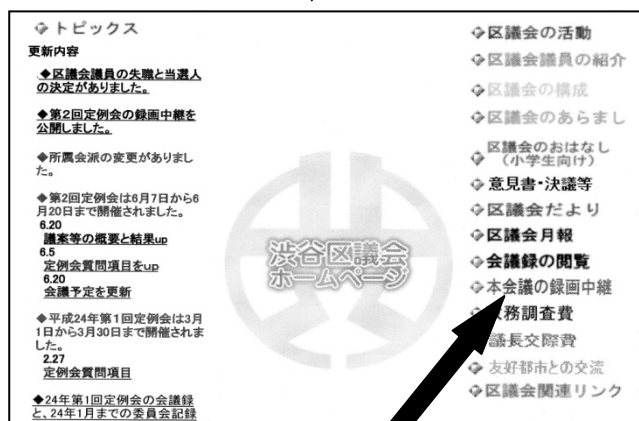 ◇トピックス
更新内容
◆区議会議員の失職と当選人
の決定がありました。
◆第2回定例会の録画中継を
公開しました。
◆所属会派の変更がありまし
た。
◆第2回定例会は6月7日から6
月20日まで開催されました。
6.20
議案等の概要と結果up
6.5
定例会質問項目をup
6.20
会議予定を更新
◆平成24年第1回定例会は3月
1日から3月30日まで開催されま
した。
2.27
定例会質問項目
◆24年第1回定例会の会議録
と、24年1月までの委員会記録
渋谷区議会
ホームページ
◇区議会の活動
◇区議会議員の紹介
◇区議会の構成
◇区議会のあらまし
◇区議会のおはなし
（小学生向け）
◇意見書・決議等
◇区議会だより
◇区議会月報
◇会議録の閲覧
◇本会議の録画中継
務調査費
議長交際費
◇友好都市との交流
◇区議会関連リンク